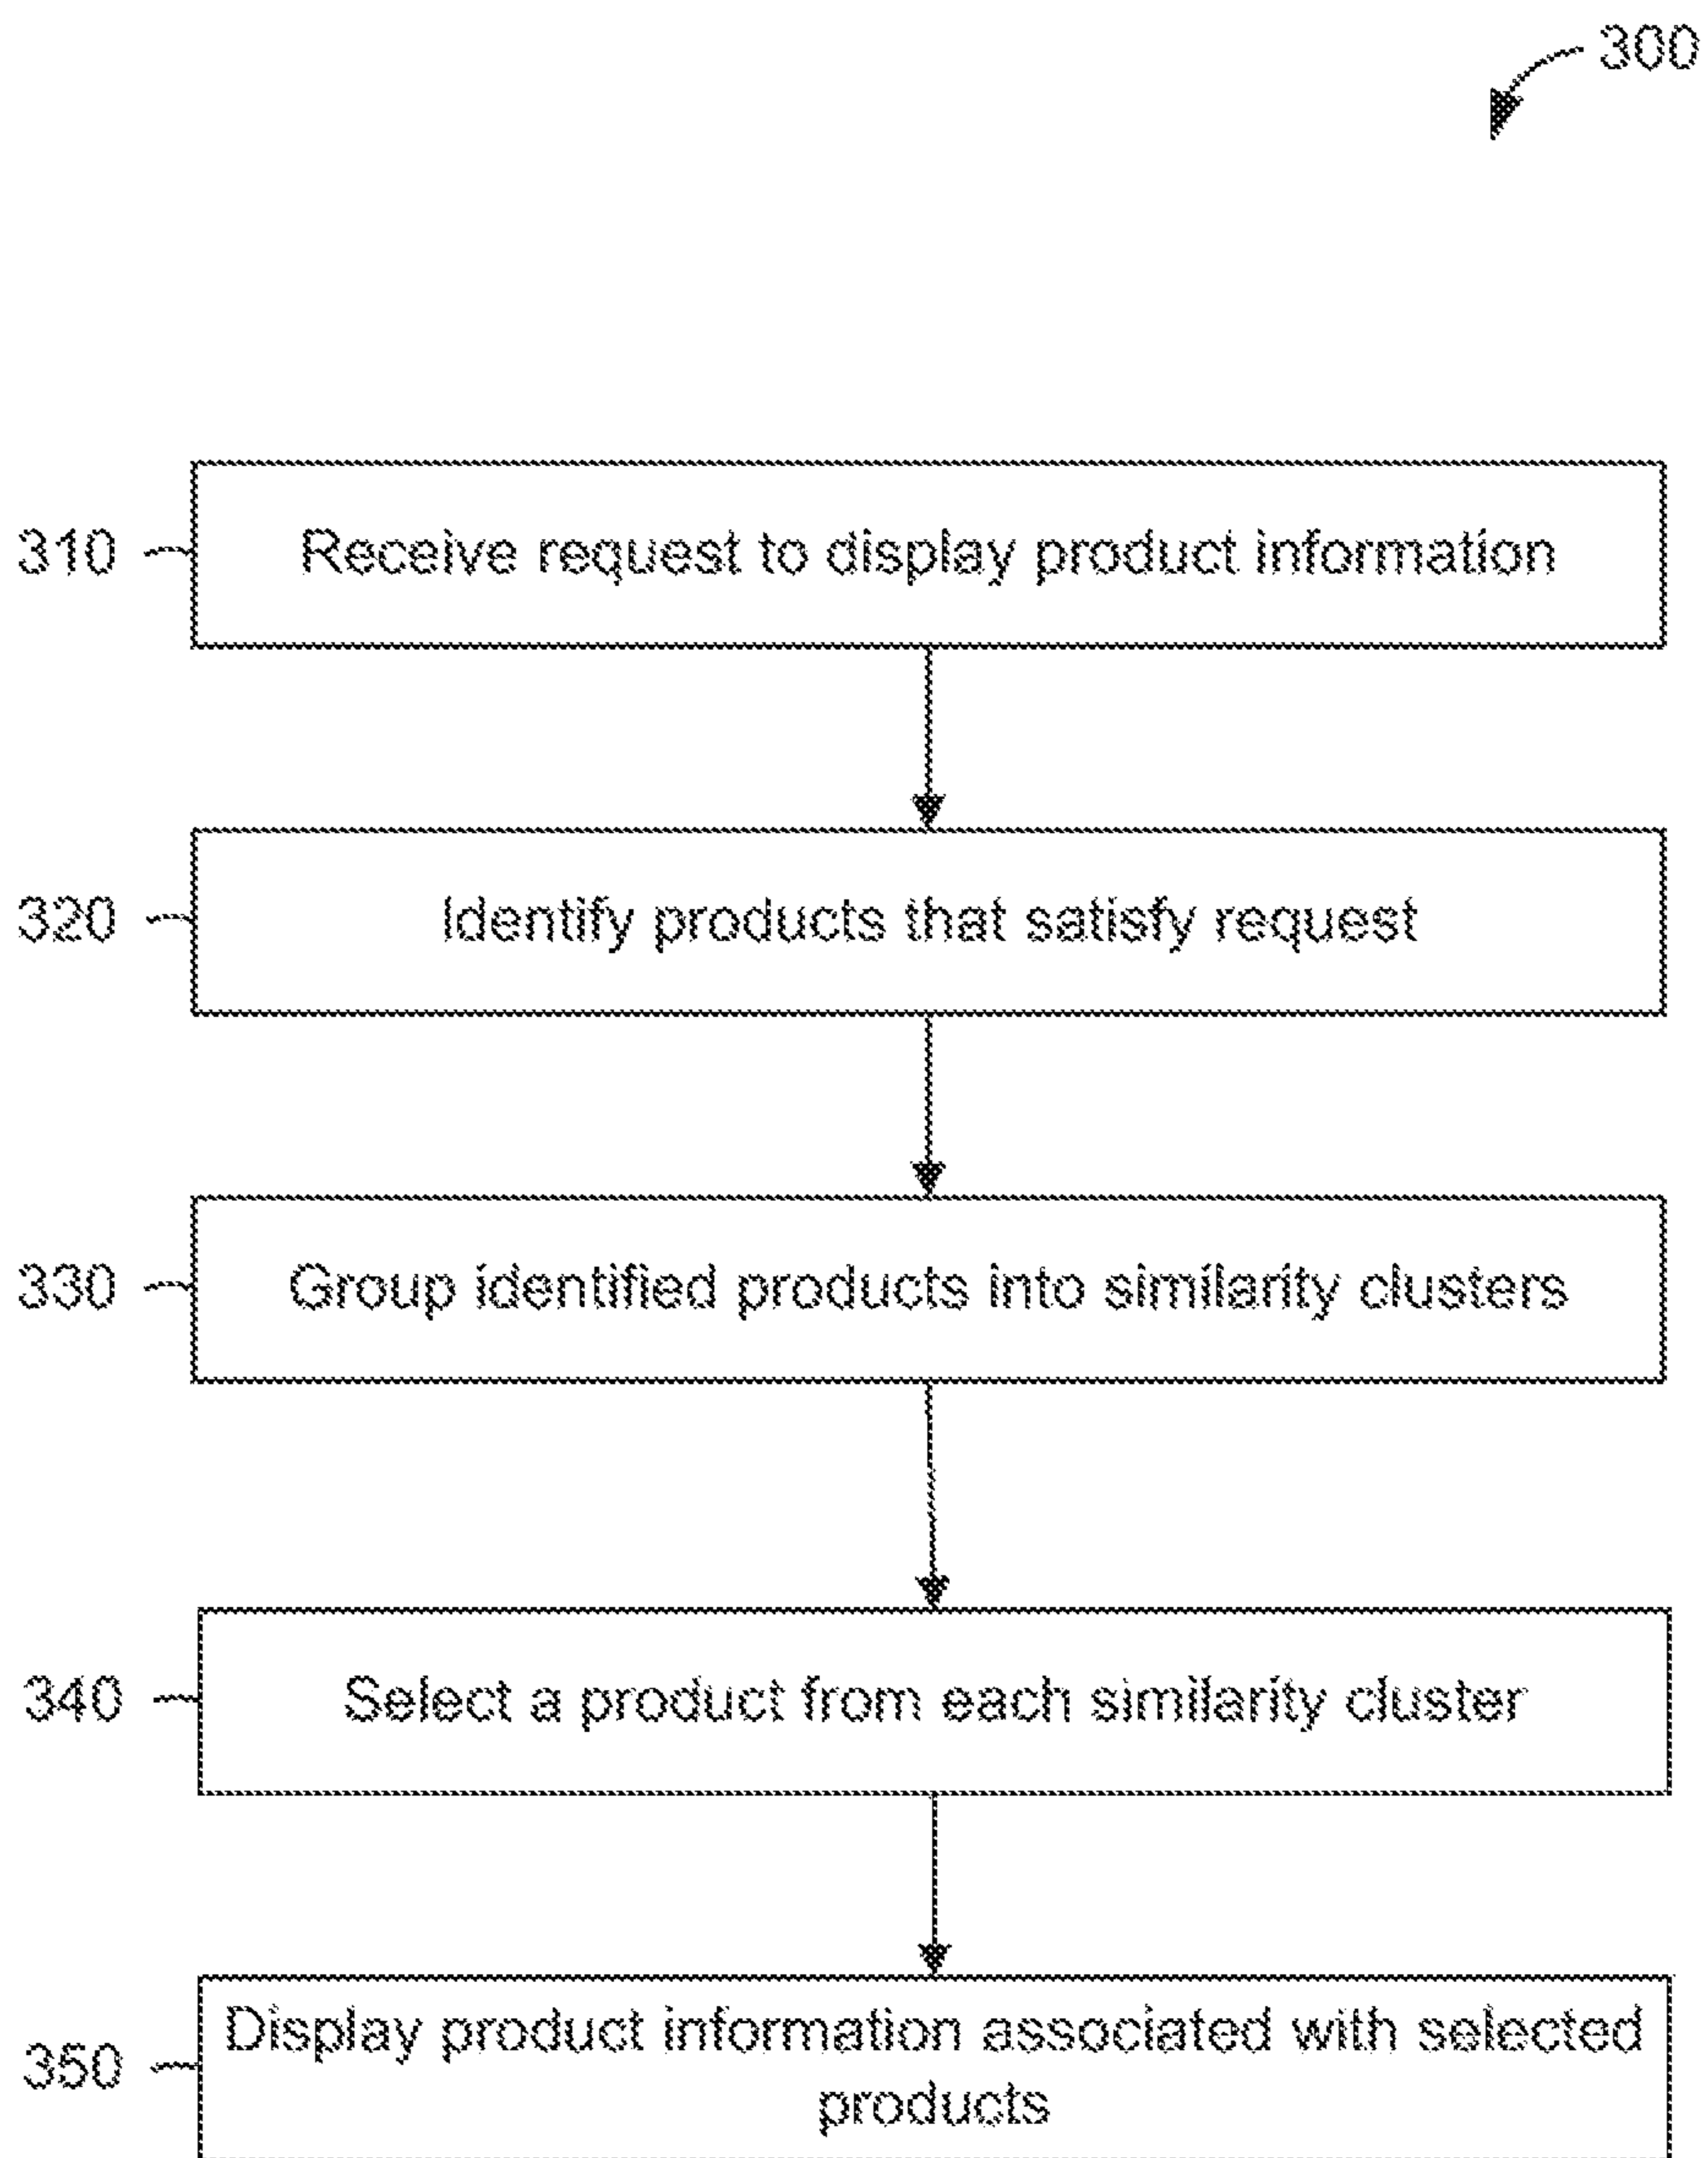 300
310
Receive request to display product information
320
Identify products that satisfy request
330
Group identified products into similarity clusters
340
Select a product from each similarity cluster
350
Display product information associated with selected
products